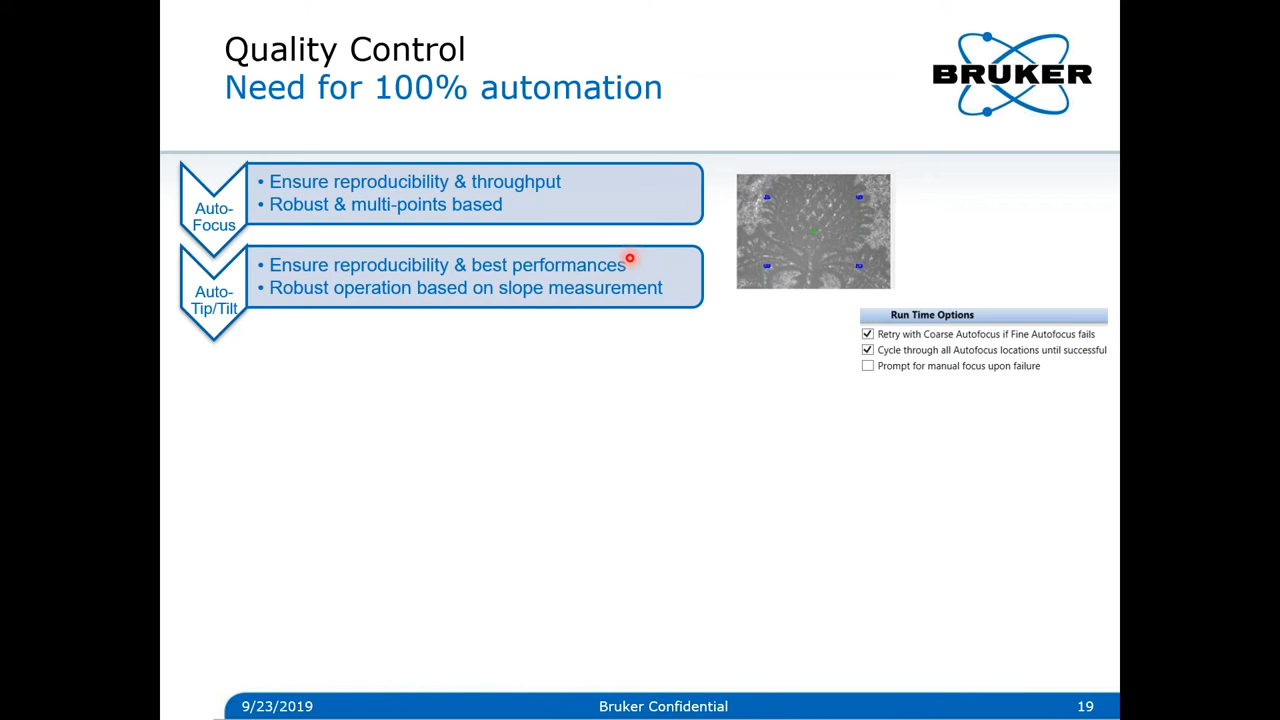 Quality Control
Need for 100% automation
BRUKER
Auto-
Focus
• Ensure reproducibility & throughput
• Robust & multi-points based
Auto-
Tip/Tilt
• Ensure reproducibility & best performances
• Robust operation based on slope measurement
Run Time Options
Retry with Coarse Autofocus if Fine Autofocus fails
Cycle through all Autofocus locations until successful
Prompt for manual focus upon failure
9/23/2019
Bruker Confidential
19